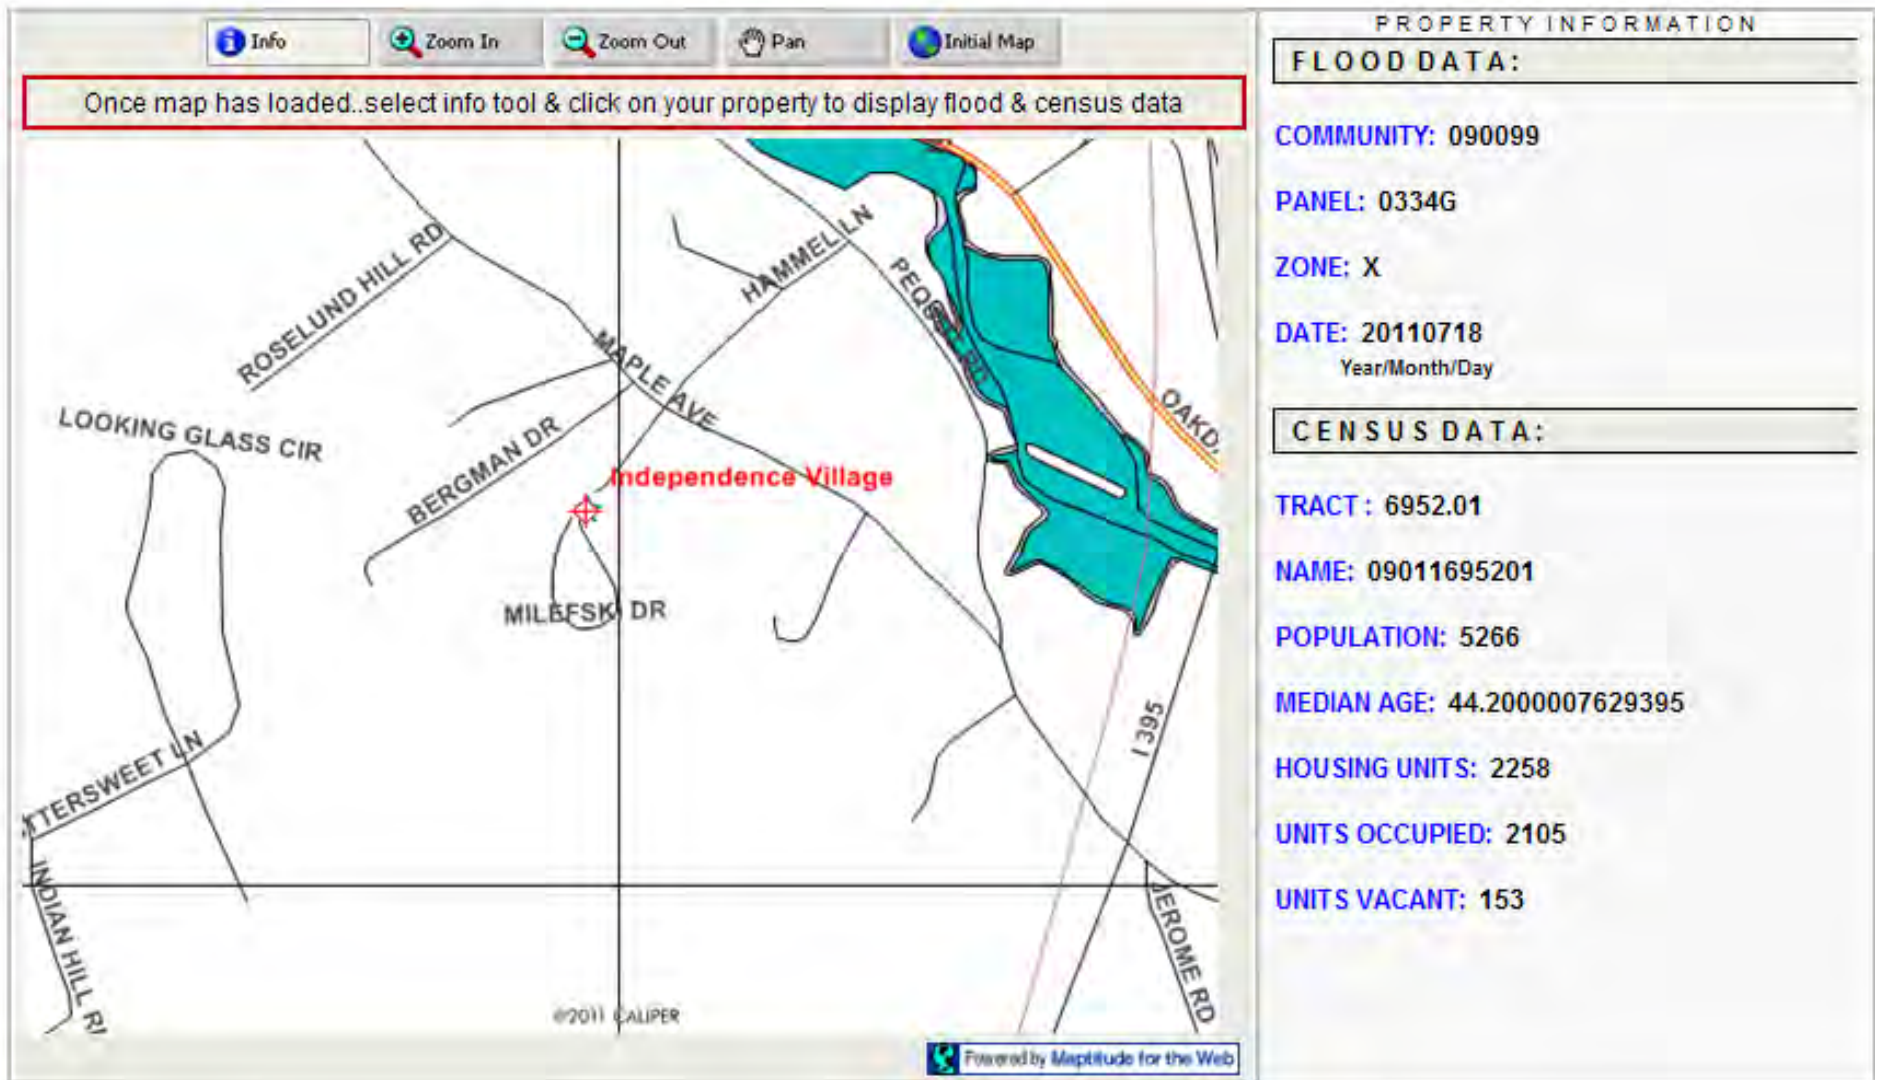 Info
Zoom In
Zoom Out
Pan
Initial Map
Once map has loaded..select info tool & click on your property to display flood & census data
ROSELUND HILL RD
HAMMEL LN
MAPLE AVE
OAKD
LOOKING GLASS CIR
BERGMAN DR
Independence Village
MILEFSKI DR
I 395
TTERSWEET LN
INDIAN HILL R
JEROME RD
©2011 CALIPER
Powered by Maptitude for the Web
PROPERTY INFORMATION
FLOOD DATA:
COMMUNITY: 090099
PANEL: 0334G
ZONE: X
DATE: 20110718
Year/Month/Day
CENSUS DATA:
TRACT : 6952.01
NAME: 09011695201
POPULATION: 5266
MEDIAN AGE: 44.2000007629395
HOUSING UNITS: 2258
UNITS OCCUPIED: 2105
UNITS VACANT: 153